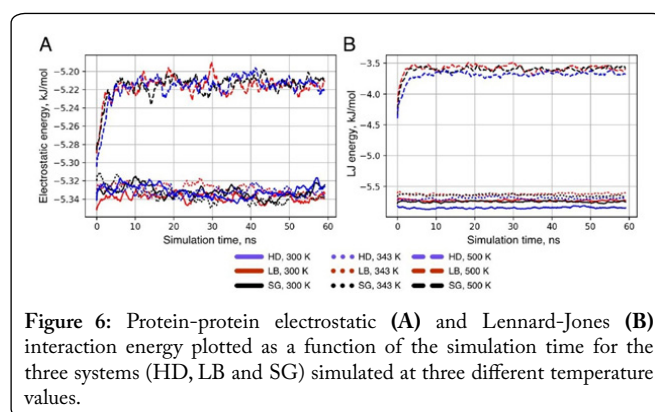 A
B
Electrostatic energy, kJ/mol
−5.20
−5.22
−5.24
−5.26
−5.28
−5.30
−5.32
−5.34
0 10 20 30 40 50 60
Simulation time, ns
LJ energy, kJ/mol
−3.5
−4.0
−4.5
−5.0
−5.5
0 10 20 30 40 50 60
Simulation time, ns
HD, 300 K HD, 343 K HD, 500 K
LB, 300 K LB, 343 K LB, 500 K
SG, 300 K SG, 343 K SG, 500 K
Figure 6: Protein-protein electrostatic (A) and Lennard-Jones (B)
interaction energy plotted as a function of the simulation time for the
three systems (HD, LB and SG) simulated at three different temperature
values.